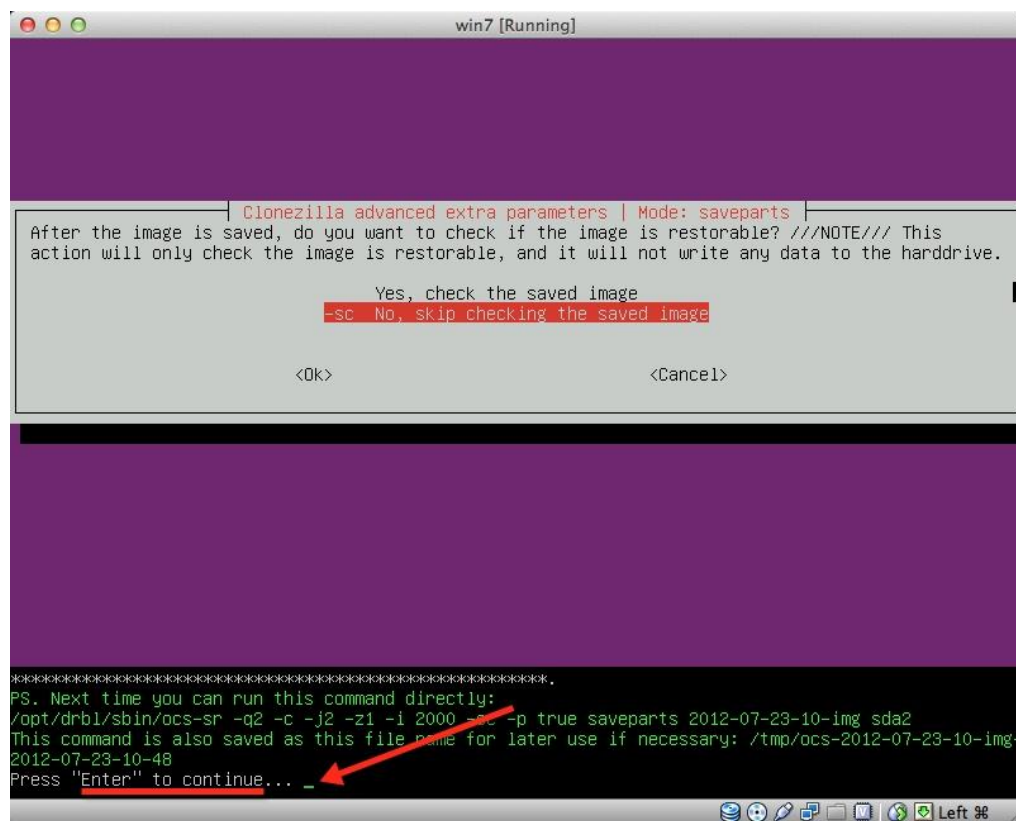 win7 [Running]
Clonezilla advanced extra parameters | Mode: saveparts
After the image is saved, do you want to check if the image is restorable? ///NOTE/// This
action will only check the image is restorable, and it will not write any data to the harddrive.
Yes, check the saved image
-sc No, skip checking the saved image
<Ok> <Cancel>
*****************************************************************.
PS. Next time you can run this command directly:
/opt/drbl/sbin/ocs-sr -q2 -c -j2 -z1 -i 2000 -sc -p true saveparts 2012-07-23-10-img sda2
This command is also saved as this file name for later use if necessary: /tmp/ocs-2012-07-23-10-img-
2012-07-23-10-48
Press "Enter" to continue... _
Left ⌘